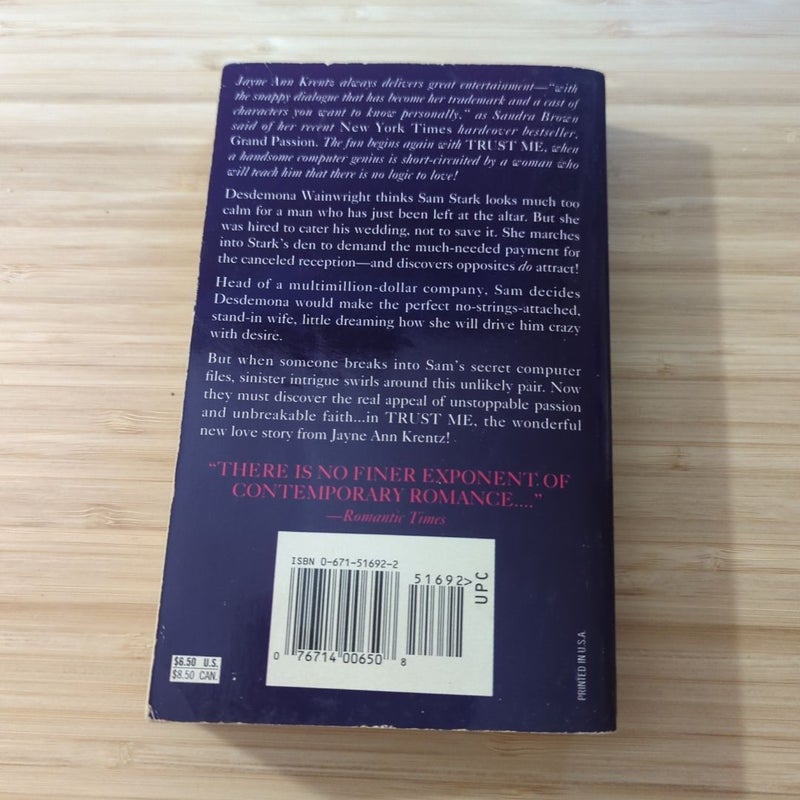 Jayne Ann Krentz always delivers great entertainment—"with
the snappy dialogue that has become her trademark and a cast of
characters you want to know personally," as Sandra Brown
said of her recent New York Times hardcover bestseller,
Grand Passion. The fun begins again with TRUST ME, when
a handsome computer genius is short-circuited by a woman who
will teach him that there is no logic to love!
Desdemona Wainwright thinks Sam Stark looks much too
calm for a man who has just been left at the altar. But she
was hired to cater his wedding, not to save it. She marches
into Stark's den to demand the much-needed payment for
the canceled reception—and discovers opposites do attract!
Head of a multimillion-dollar company, Sam decides
Desdemona would make the perfect no-strings-attached,
stand-in wife, little dreaming how she will drive him crazy
with desire.
But when someone breaks into Sam's secret computer
files, sinister intrigue swirls around this unlikely pair. Now
they must discover the real appeal of unstoppable passion
and unbreakable faith...in TRUST ME, the wonderful
new love story from Jayne Ann Krentz!
"THERE IS NO FINER EXPONENT OF
CONTEMPORARY ROMANCE...."
—Romantic Times
ISBN 0-671-51692-2
51692>
UPC
0 76714 00650 8
$6.50 U.S.
$8.50 CAN.
PRINTED IN U.S.A.